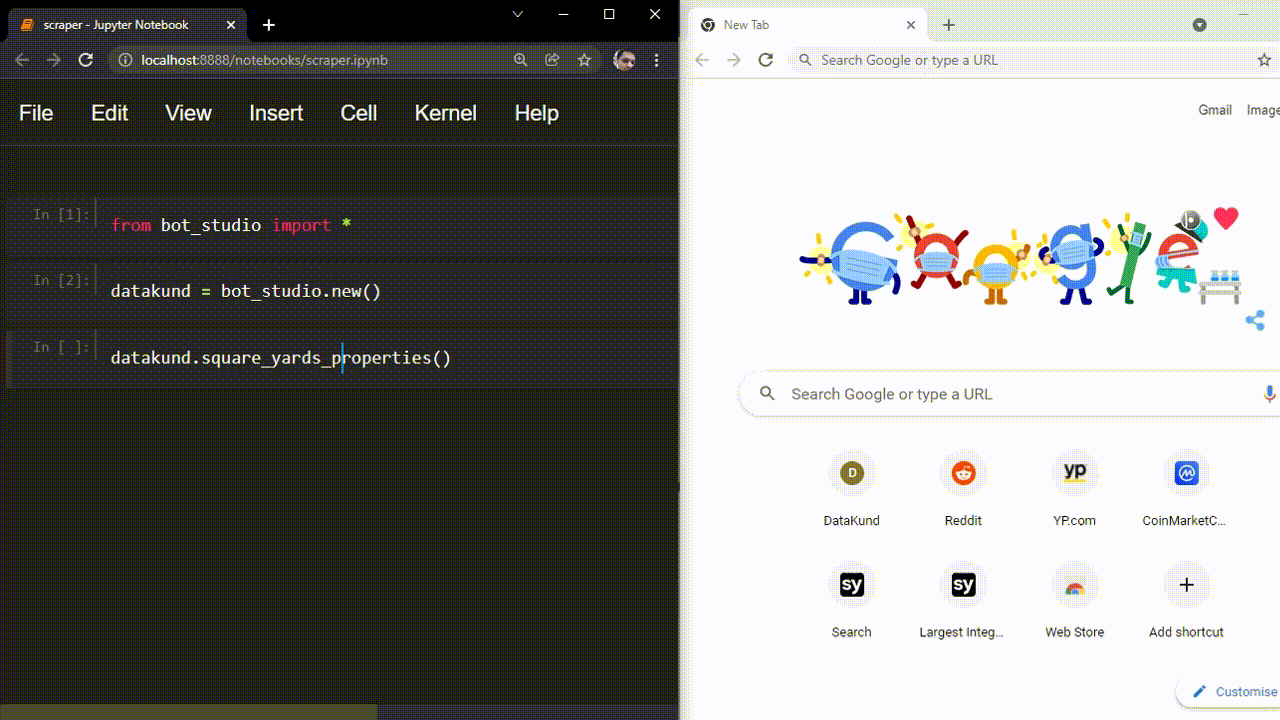 scraper - Jupyter Notebook
localhost:8888/notebooks/scraper.ipynb
File Edit View Insert Cell Kernel Help
In [1]: from bot_studio import *
In [2]: datakund = bot_studio.new()
In [ ]: datakund.square_yards_properties()
New Tab
Search Google or type a URL
Gmail Image
Google
Search Google or type a URL
D yp
DataKund Reddit YP.com CoinMarketC...
sy sy
Search Largest Integ... Web Store Add shortcut
Customise